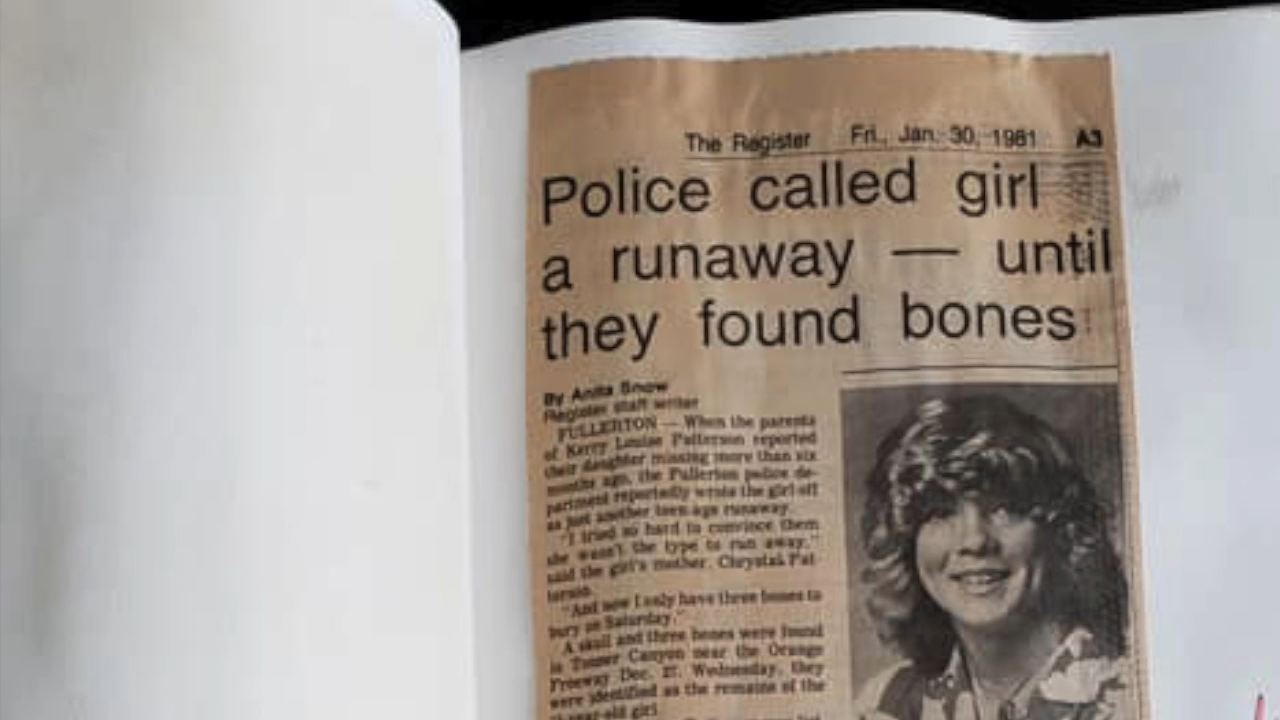 The Register Fri., Jan. 30, 1981 A3
Police called girl
a runaway — until
they found bones
By Anita Snow
Register staff writer
FULLERTON — When the parents
of Kerry Louise Patterson reported
their daughter missing more than six
months ago, the Fullerton police de-
partment reportedly wrote the girl off
as just another teen-age runaway.
"I tried so hard to convince them
she wasn't the type to run away,"
said the girl's mother, Chrystal Pat-
terson.
"And now I only have three bones to
bury on Saturday."
A skull and three bones were found
in Tonner Canyon near the Orange
Freeway Dec. 27. Wednesday, they
were identified as the remains of the
year-old girl